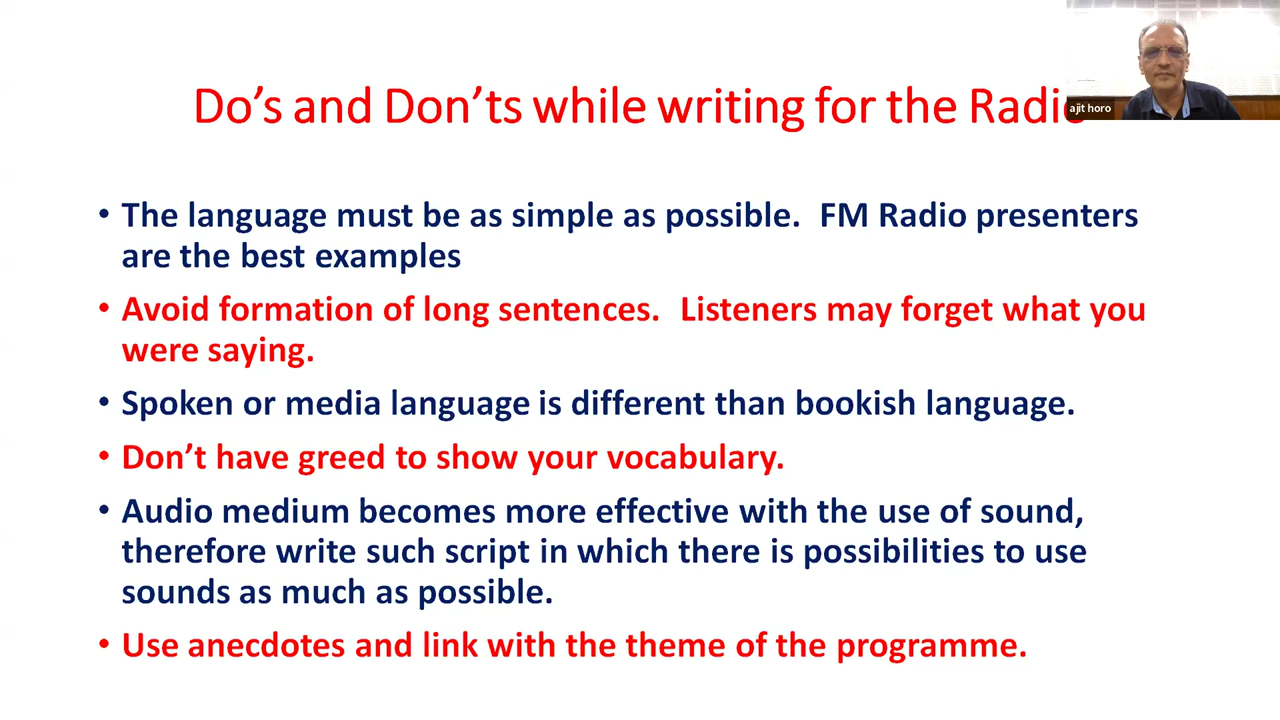 Do's and Don'ts while writing for the Radio
ajit horo
• The language must be as simple as possible.  FM Radio presenters
are the best examples
• Avoid formation of long sentences.  Listeners may forget what you
were saying.
• Spoken or media language is different than bookish language.
• Don't have greed to show your vocabulary.
• Audio medium becomes more effective with the use of sound,
therefore write such script in which there is possibilities to use
sounds as much as possible.
• Use anecdotes and link with the theme of the programme.